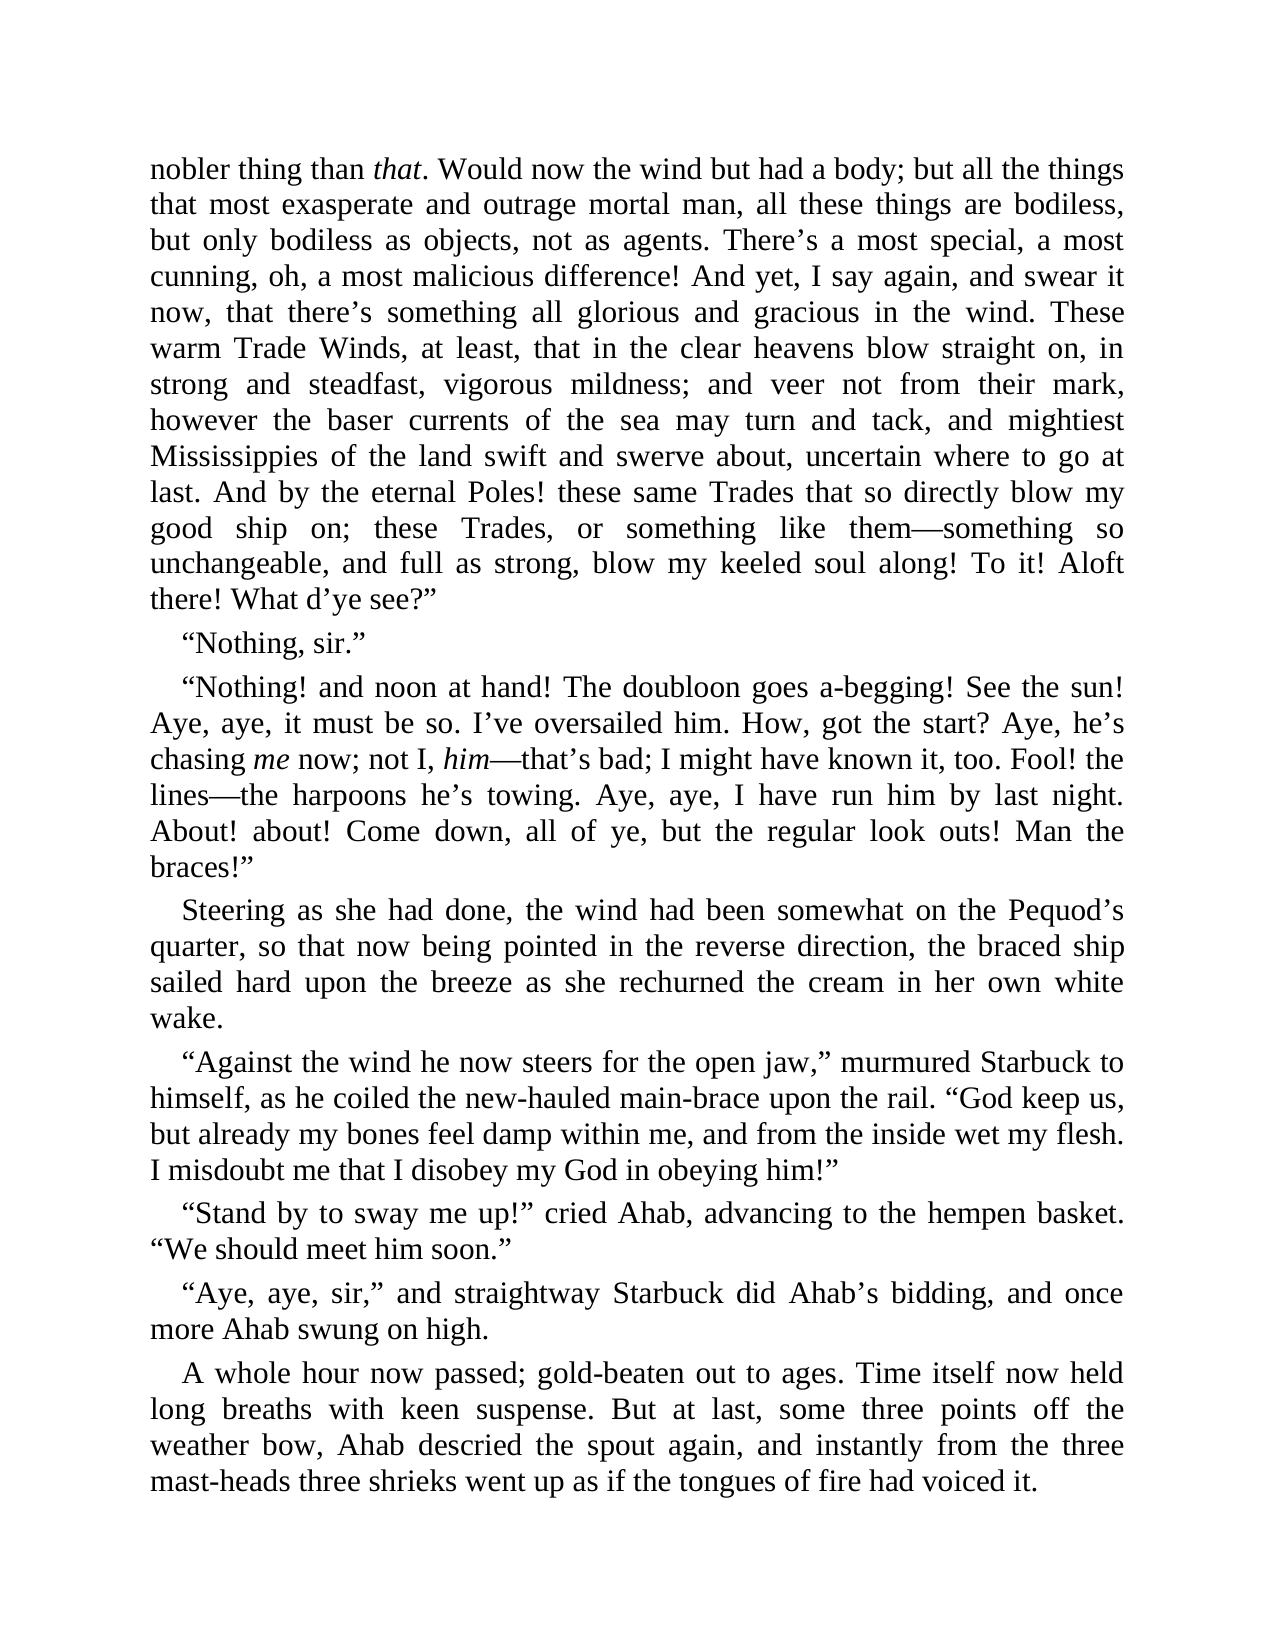 nobler thing than that. Would now the wind but had a body; but all the things
that most exasperate and outrage mortal man, all these things are bodiless,
but only bodiless as objects, not as agents. There’s a most special, a most
cunning, oh, a most malicious difference! And yet, I say again, and swear it
now, that there’s something all glorious and gracious in the wind. These
warm Trade Winds, at least, that in the clear heavens blow straight on, in
strong and steadfast, vigorous mildness; and veer not from their mark,
however the baser currents of the sea may turn and tack, and mightiest
Mississippies of the land swift and swerve about, uncertain where to go at
last. And by the eternal Poles! these same Trades that so directly blow my
good ship on; these Trades, or something like them—something so
unchangeable, and full as strong, blow my keeled soul along! To it! Aloft
there! What d’ye see?”
“Nothing, sir.”
“Nothing! and noon at hand! The doubloon goes a-begging! See the sun!
Aye, aye, it must be so. I’ve oversailed him. How, got the start? Aye, he’s
chasing me now; not I, him—that’s bad; I might have known it, too. Fool! the
lines—the harpoons he’s towing. Aye, aye, I have run him by last night.
About! about! Come down, all of ye, but the regular look outs! Man the
braces!”
Steering as she had done, the wind had been somewhat on the Pequod’s
quarter, so that now being pointed in the reverse direction, the braced ship
sailed hard upon the breeze as she rechurned the cream in her own white
wake.
“Against the wind he now steers for the open jaw,” murmured Starbuck to
himself, as he coiled the new-hauled main-brace upon the rail. “God keep us,
but already my bones feel damp within me, and from the inside wet my flesh.
I misdoubt me that I disobey my God in obeying him!”
“Stand by to sway me up!” cried Ahab, advancing to the hempen basket.
“We should meet him soon.”
“Aye, aye, sir,” and straightway Starbuck did Ahab’s bidding, and once
more Ahab swung on high.
A whole hour now passed; gold-beaten out to ages. Time itself now held
long breaths with keen suspense. But at last, some three points off the
weather bow, Ahab descried the spout again, and instantly from the three
mast-heads three shrieks went up as if the tongues of fire had voiced it.